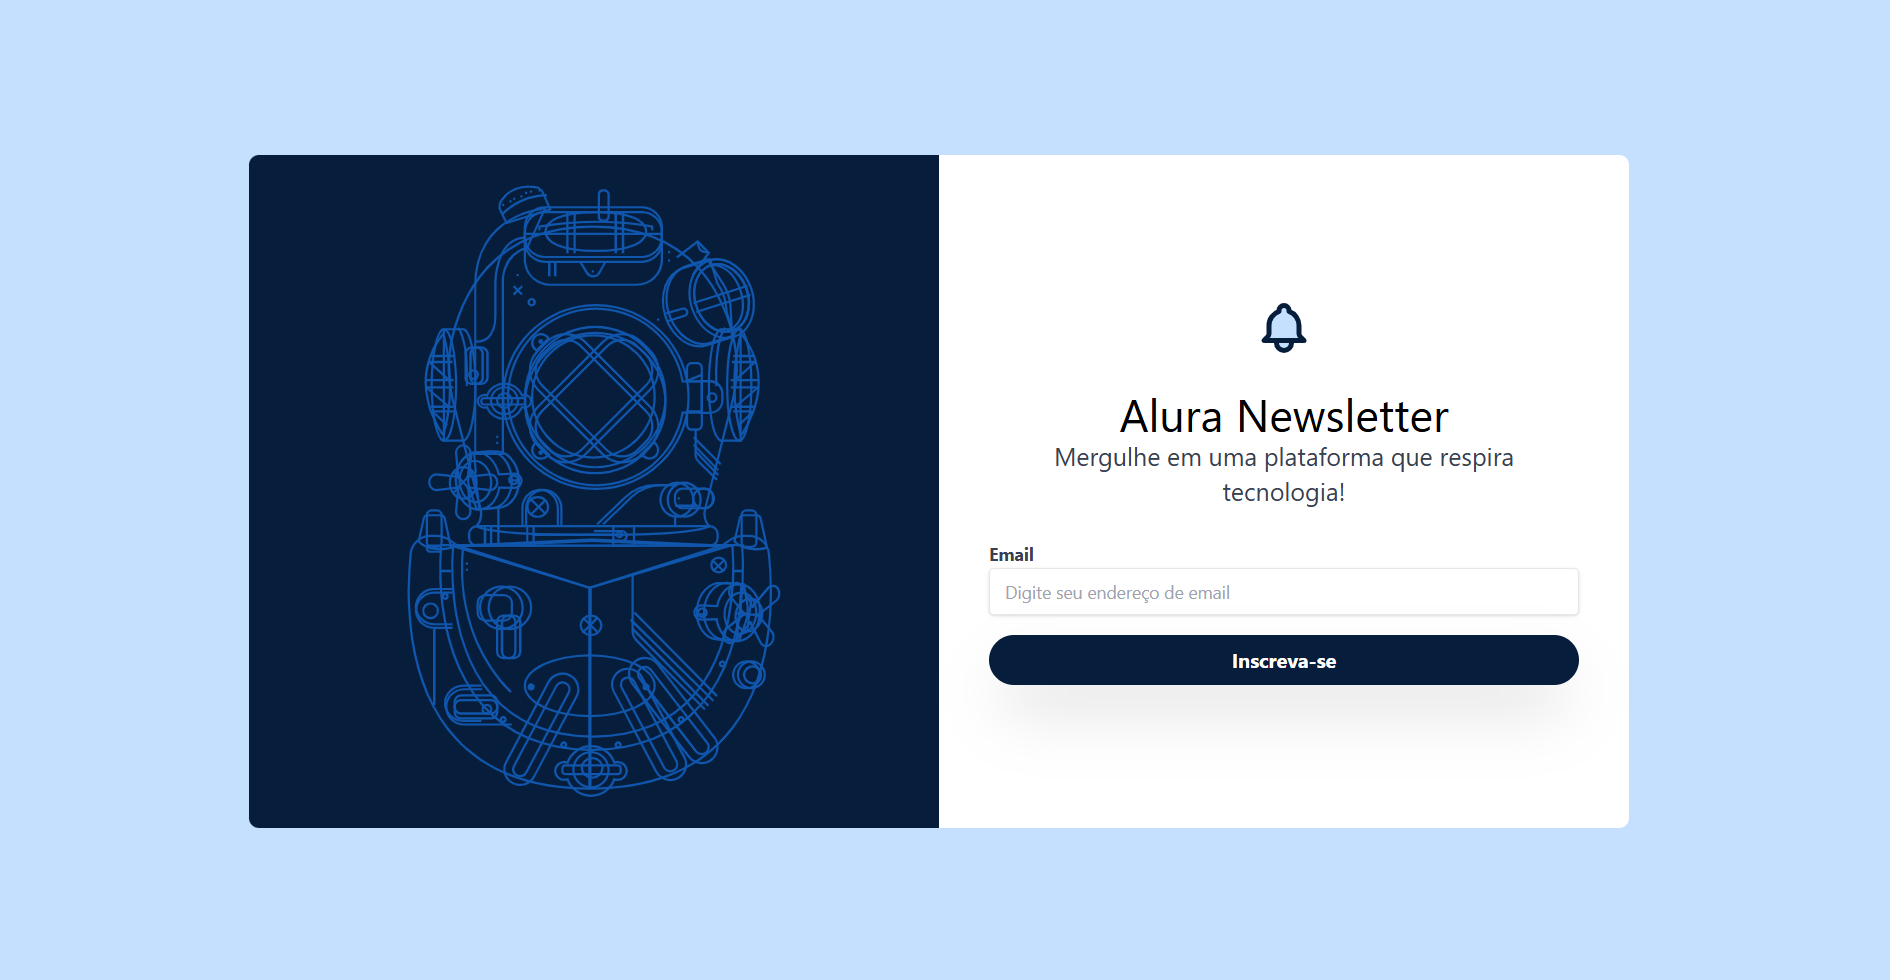 Alura Newsletter
Mergulhe em uma plataforma que respira
tecnologia!
Email
Digite seu endereço de email
Inscreva-se